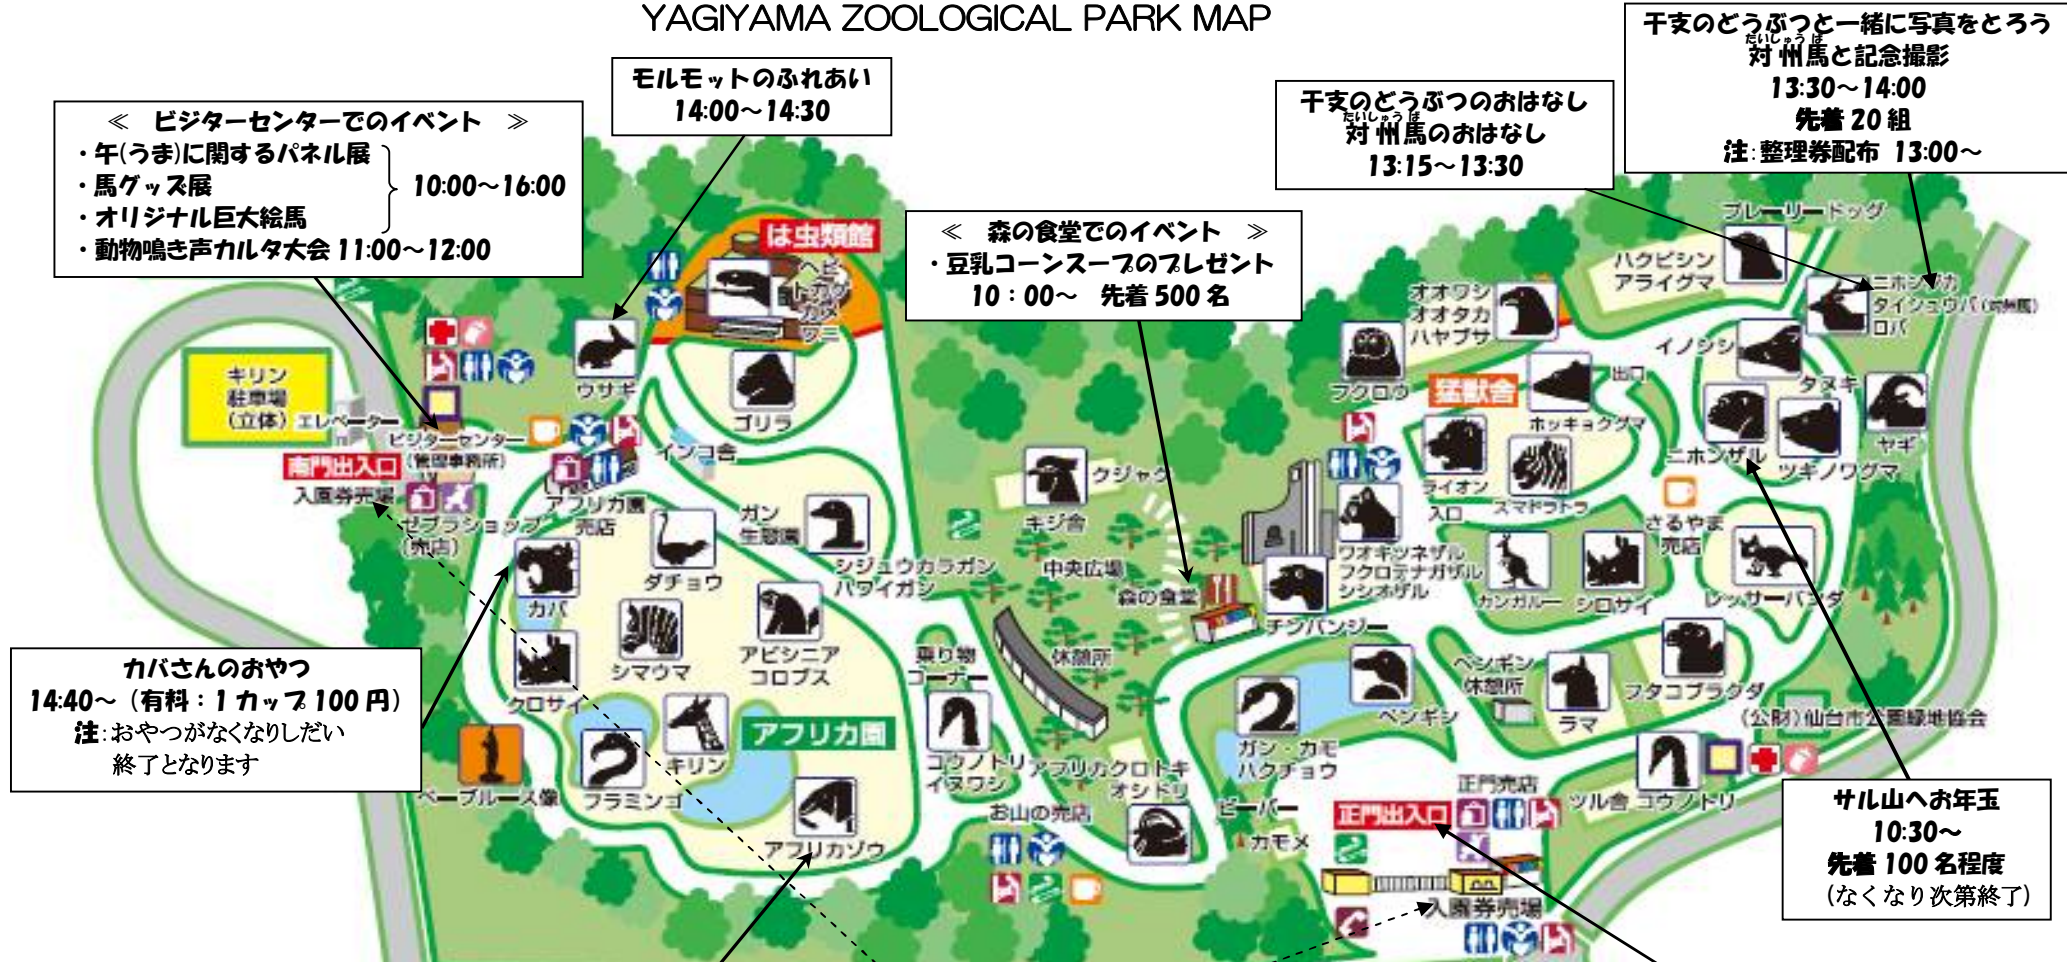 YAGIYAMA ZOOLOGICAL PARK MAP
≪ ビジターセンターでのイベント ≫
・午(うま)に関するパネル展
・馬グッズ展
・オリジナル巨大絵馬
10:00～16:00
・動物鳴き声カルタ大会 11:00～12:00
モルモットのふれあい
14:00～14:30
≪ 森の食堂でのイベント ≫
・豆乳コーンスープのプレゼント
10：00～ 先着 500 名
干支のどうぶつのおはなし
たいしゅうば
対州馬のおはなし
13:15～13:30
干支のどうぶつと一緒に写真をとろう
たいしゅうば
対州馬と記念撮影
13:30～14:00
先着 20 組
注:整理券配布 13:00～
カバさんのおやつ
14:40～（有料：1 カップ 100 円）
注:おやつがなくなりしだい
終了となります
サル山へお年玉
10:30～
先着 100 名程度
（なくなり次第終了）
は虫類館
ヘビ
トカゲ
カメ
ワニ
ウサギ
ゴリラ
キリン
駐車場
(立体)
エレベーター
ビジターセンター
(管理事務所)
南門出入口
入園券売場
ゼブラショップ
(売店)
アフリカ園
売店
インコ舎
ガン
生態園
シジュウカラガン
ハワイガン
ダチョウ
カバ
シマウマ
アビシニア
コロブス
クロサイ
キリン
アフリカ園
フラミンゴ
アフリカゾウ
ベーブルース像
クジャク
キジ舎
中央広場
森の食堂
休憩所
乗り物
コーナー
コウノトリ
イヌワシ
アフリカクロトキ
オシドリ
お山の売店
プレーリードッグ
ハクビシン
アライグマ
オオワシ
オオタカ
ハヤブサ
フクロウ
猛獣舎
出口
ホッキョクグマ
ライオン
入口
スマトラトラ
イノシシ
タヌキ
ニホンザル
ツキノワグマ
ヤギ
ニホンジカ
タイシュウバ(対州馬)
ロバ
さるやま
売店
ワオキツネザル
フクロテナガザル
シシオザル
チンパンジー
カンガルー
シロサイ
レッサーパンダ
ペンギン
休憩所
ペンギン
ラマ
フタコブラクダ
(公財)仙台市公園緑地協会
ガン・カモ
ハクチョウ
ビーバー
カモメ
正門売店
正門出入口
ツル舎 コウノトリ
入園券売場